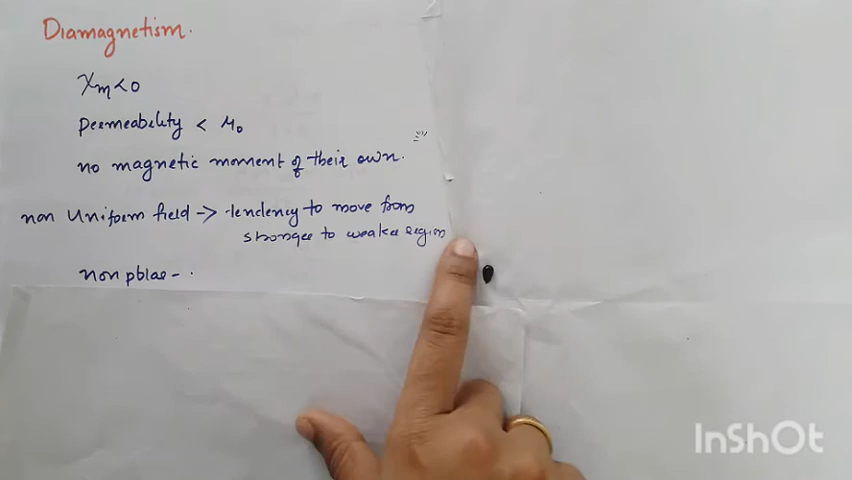 Diamagnetism.
χm<0
permeability < μ0
no magnetic moment of their own.
non Uniform field -> tendency to move from
stronger to weaker region
non polar - .
InShOt